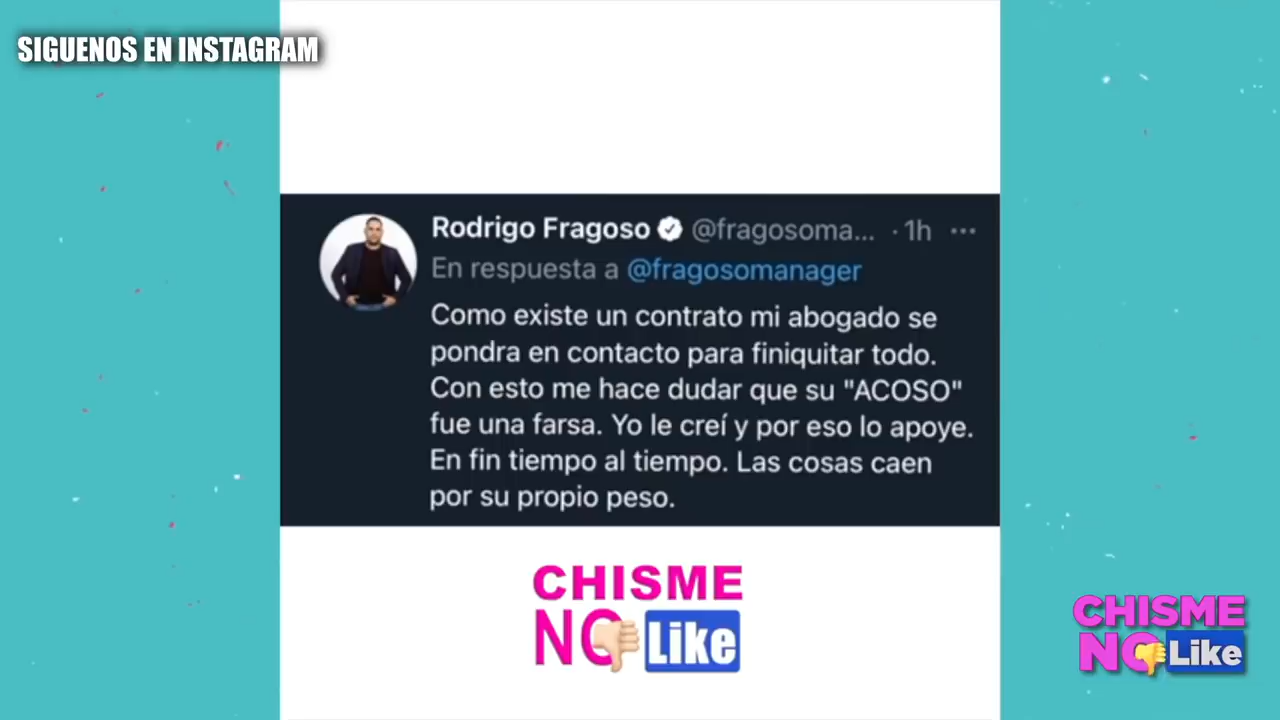 SIGUENOS EN INSTAGRAM
Rodrigo Fragoso @fragosoma... · 1h ...
En respuesta a @fragosomanager
Como existe un contrato mi abogado se
pondra en contacto para finiquitar todo.
Con esto me hace dudar que su "ACOSO"
fue una farsa. Yo le creí y por eso lo apoye.
En fin tiempo al tiempo. Las cosas caen
por su propio peso.
CHISME
NO Like
CHISME
NO Like